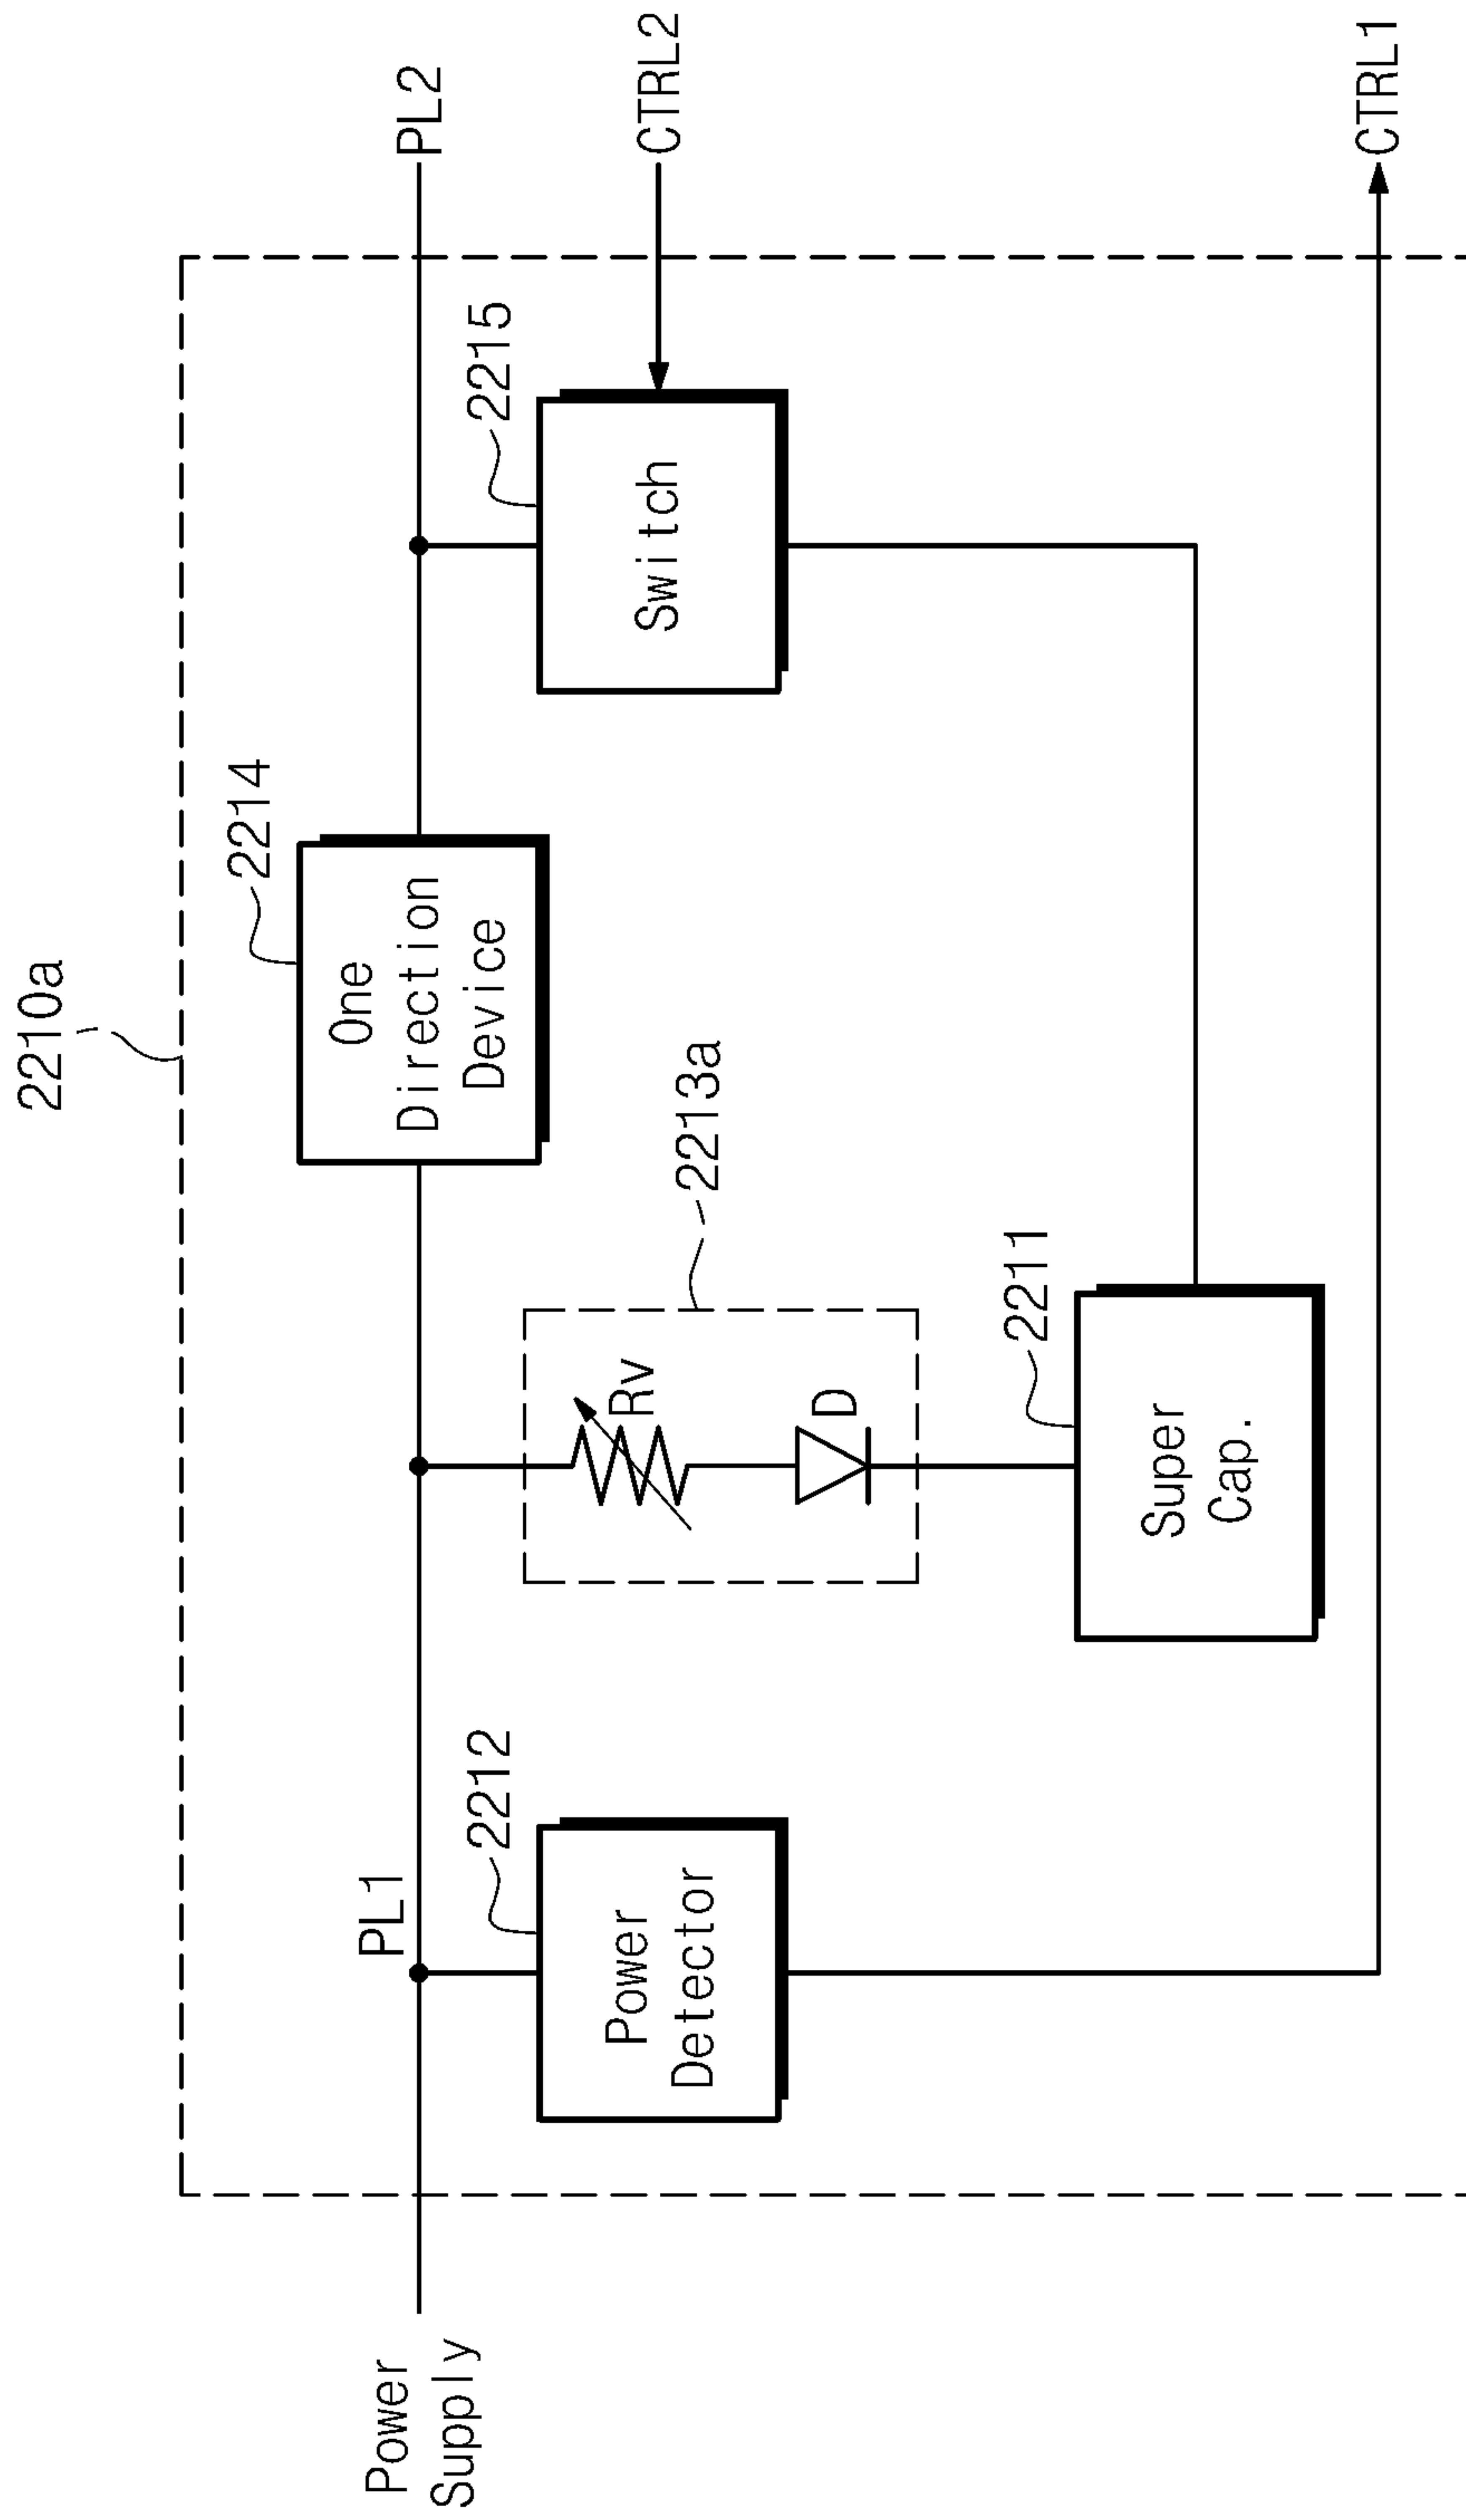 2210a
2214
One
Direction
Device
2215
Switch
PL2
CTRL2
PL1
2212
Power
Detector
2213a
Rv
D
2211
Super
Cap.
Power
Supply
CTRL1